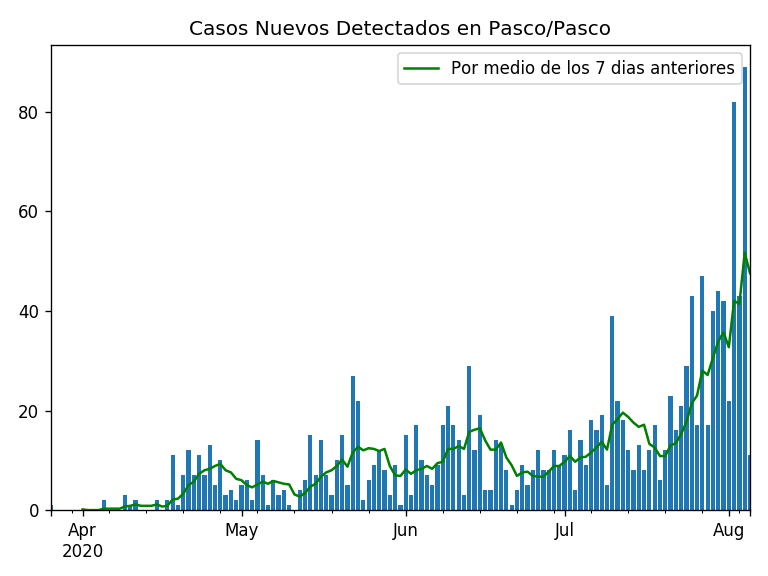 Casos Nuevos Detectados en Pasco/Pasco
Por medio de los 7 dias anteriores
80
60
40
20
0
Apr May Jun Jul Aug
2020